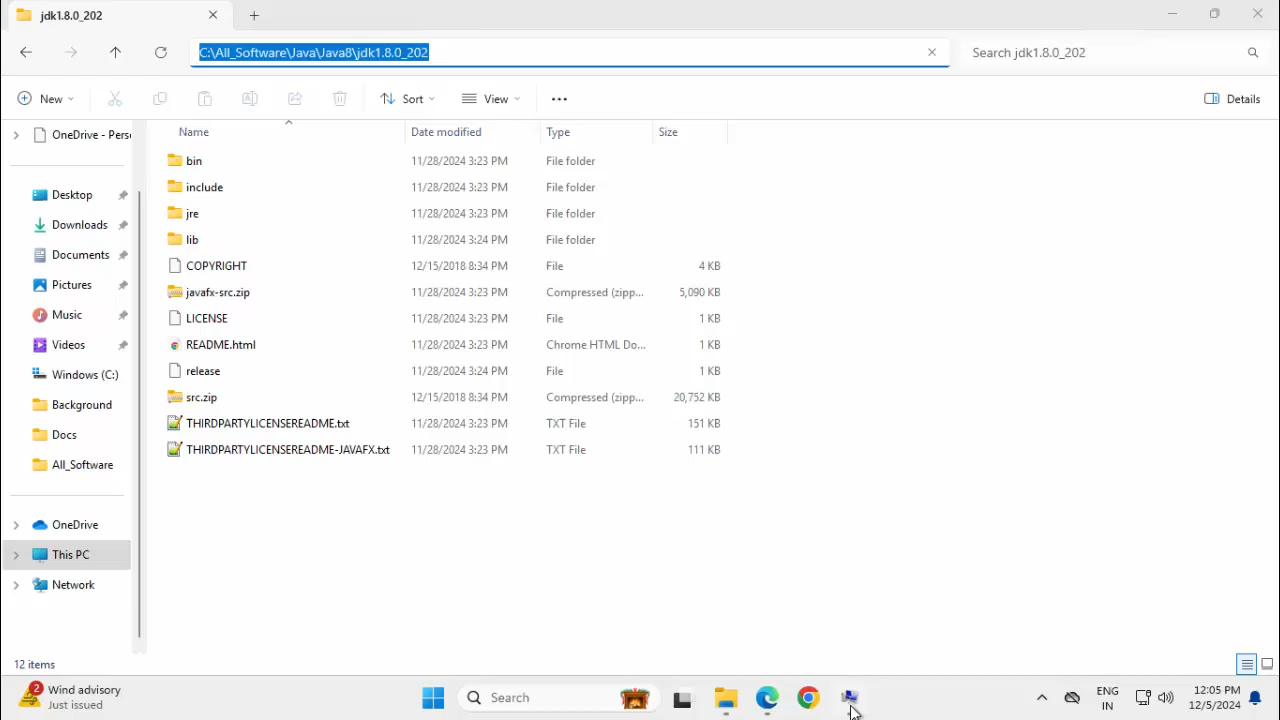 jdk1.8.0_202
C:\All_Software\Java\Java8\jdk1.8.0_202
Search jdk1.8.0_202
New
Sort
View
Details
Name
Date modified
Type
Size
OneDrive - Pers
Desktop
Downloads
Documents
Pictures
Music
Videos
Windows (C:)
Background
Docs
All_Software
OneDrive
This PC
Network
bin 11/28/2024 3:23 PM File folder
include 11/28/2024 3:23 PM File folder
jre 11/28/2024 3:23 PM File folder
lib 11/28/2024 3:24 PM File folder
COPYRIGHT 12/15/2018 8:34 PM File 4 KB
javafx-src.zip 11/28/2024 3:23 PM Compressed (zipp... 5,090 KB
LICENSE 11/28/2024 3:23 PM File 1 KB
README.html 11/28/2024 3:23 PM Chrome HTML Do... 1 KB
release 11/28/2024 3:24 PM File 1 KB
src.zip 12/15/2018 8:34 PM Compressed (zipp... 20,752 KB
THIRDPARTYLICENSEREADME.txt 11/28/2024 3:23 PM TXT File 151 KB
THIRDPARTYLICENSEREADME-JAVAFX.txt 11/28/2024 3:23 PM TXT File 111 KB
12 items
2
Wind advisory
Just issued
Search
ENG
IN
12:05 PM
12/5/2024